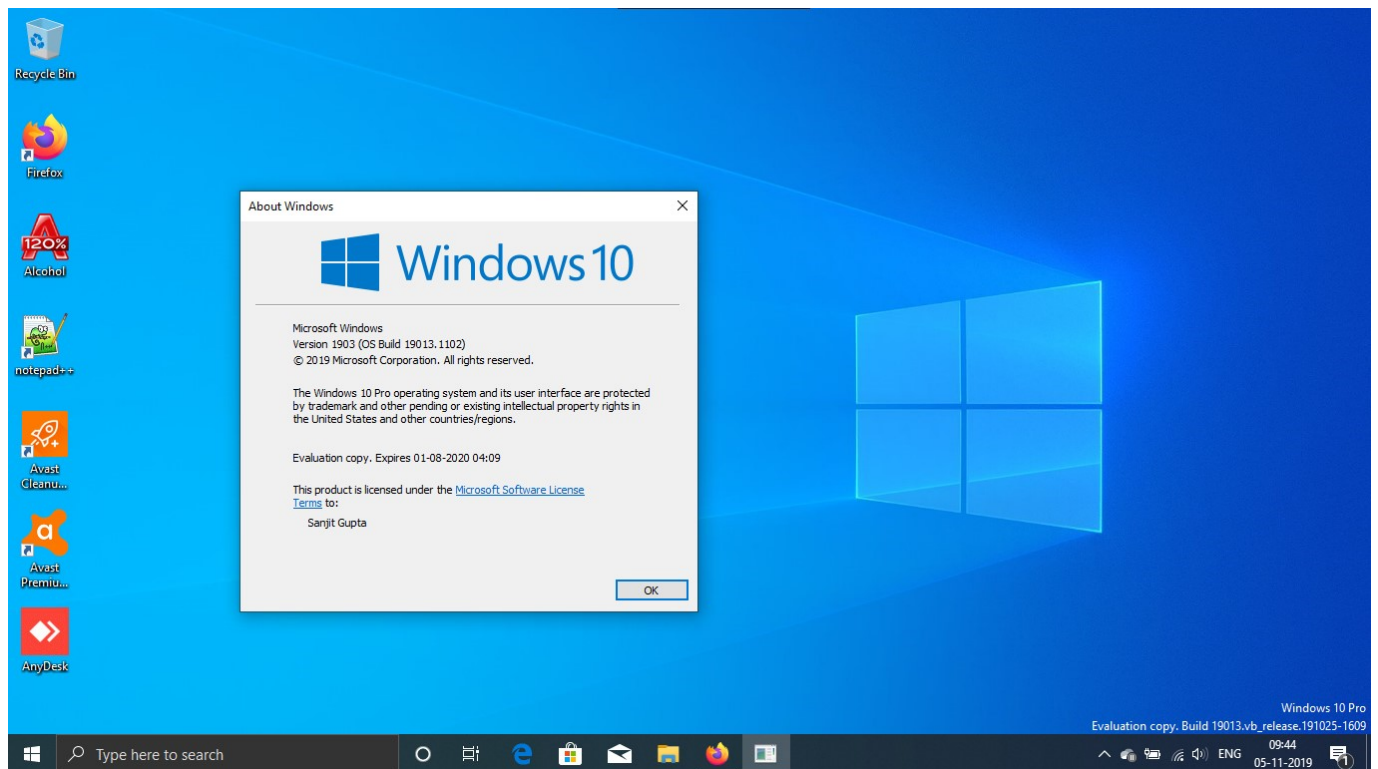 Recycle Bin
Firefox
120%
Alcohol
notepad++
Avast
Cleanu...
a
Avast
Premiu...
AnyDesk
About Windows
Windows 10
Microsoft Windows
Version 1903 (OS Build 19013.1102)
© 2019 Microsoft Corporation. All rights reserved.
The Windows 10 Pro operating system and its user interface are protected
by trademark and other pending or existing intellectual property rights in
the United States and other countries/regions.
Evaluation copy. Expires 01-08-2020 04:09
This product is licensed under the Microsoft Software License
Terms to:
Sanjit Gupta
OK
Windows 10 Pro
Evaluation copy. Build 19013.vb_release.191025-1609
Type here to search
ENG
09:44
05-11-2019
1